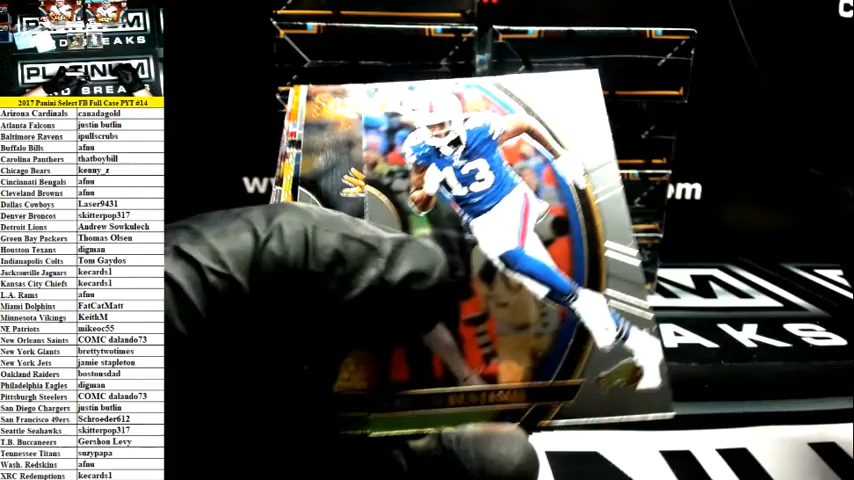 PLATINUM
RD BREAKS
2017 Panini Select FB Full Case PYT #14
Arizona Cardinals canadagold
Atlanta Falcons justin butlin
Baltimore Ravens ipullscrubs
Buffalo Bills afnu
Carolina Panthers thatboybill
Chicago Bears kenny_z
Cincinnati Bengals afnu
Cleveland Browns afnu
Dallas Cowboys Laser9431
Denver Broncos skitterpop317
Detroit Lions Andrew Sowkulech
Green Bay Packers Thomas Olsen
Houston Texans digman
Indianapolis Colts Tom Gaydos
Jacksonville Jaguars kecards1
Kansas City Chiefs kecards1
L.A. Rams afnu
Miami Dolphins FatCatMatt
Minnesota Vikings KeithM
NE Patriots mikeoc55
New Orleans Saints COMC dalando73
New York Giants brettytwotimes
New York Jets jamie stapleton
Oakland Raiders bostonsdad
Philadelphia Eagles digman
Pittsburgh Steelers COMC dalando73
San Diego Chargers justin butlin
San Francisco 49ers Schroeder612
Seattle Seahawks skitterpop317
T.B. Buccaneers Gershon Levy
Tennessee Titans suzypapa
Wash. Redskins afnu
XRC Redemptions kecards1
13
w
om
M
AKS